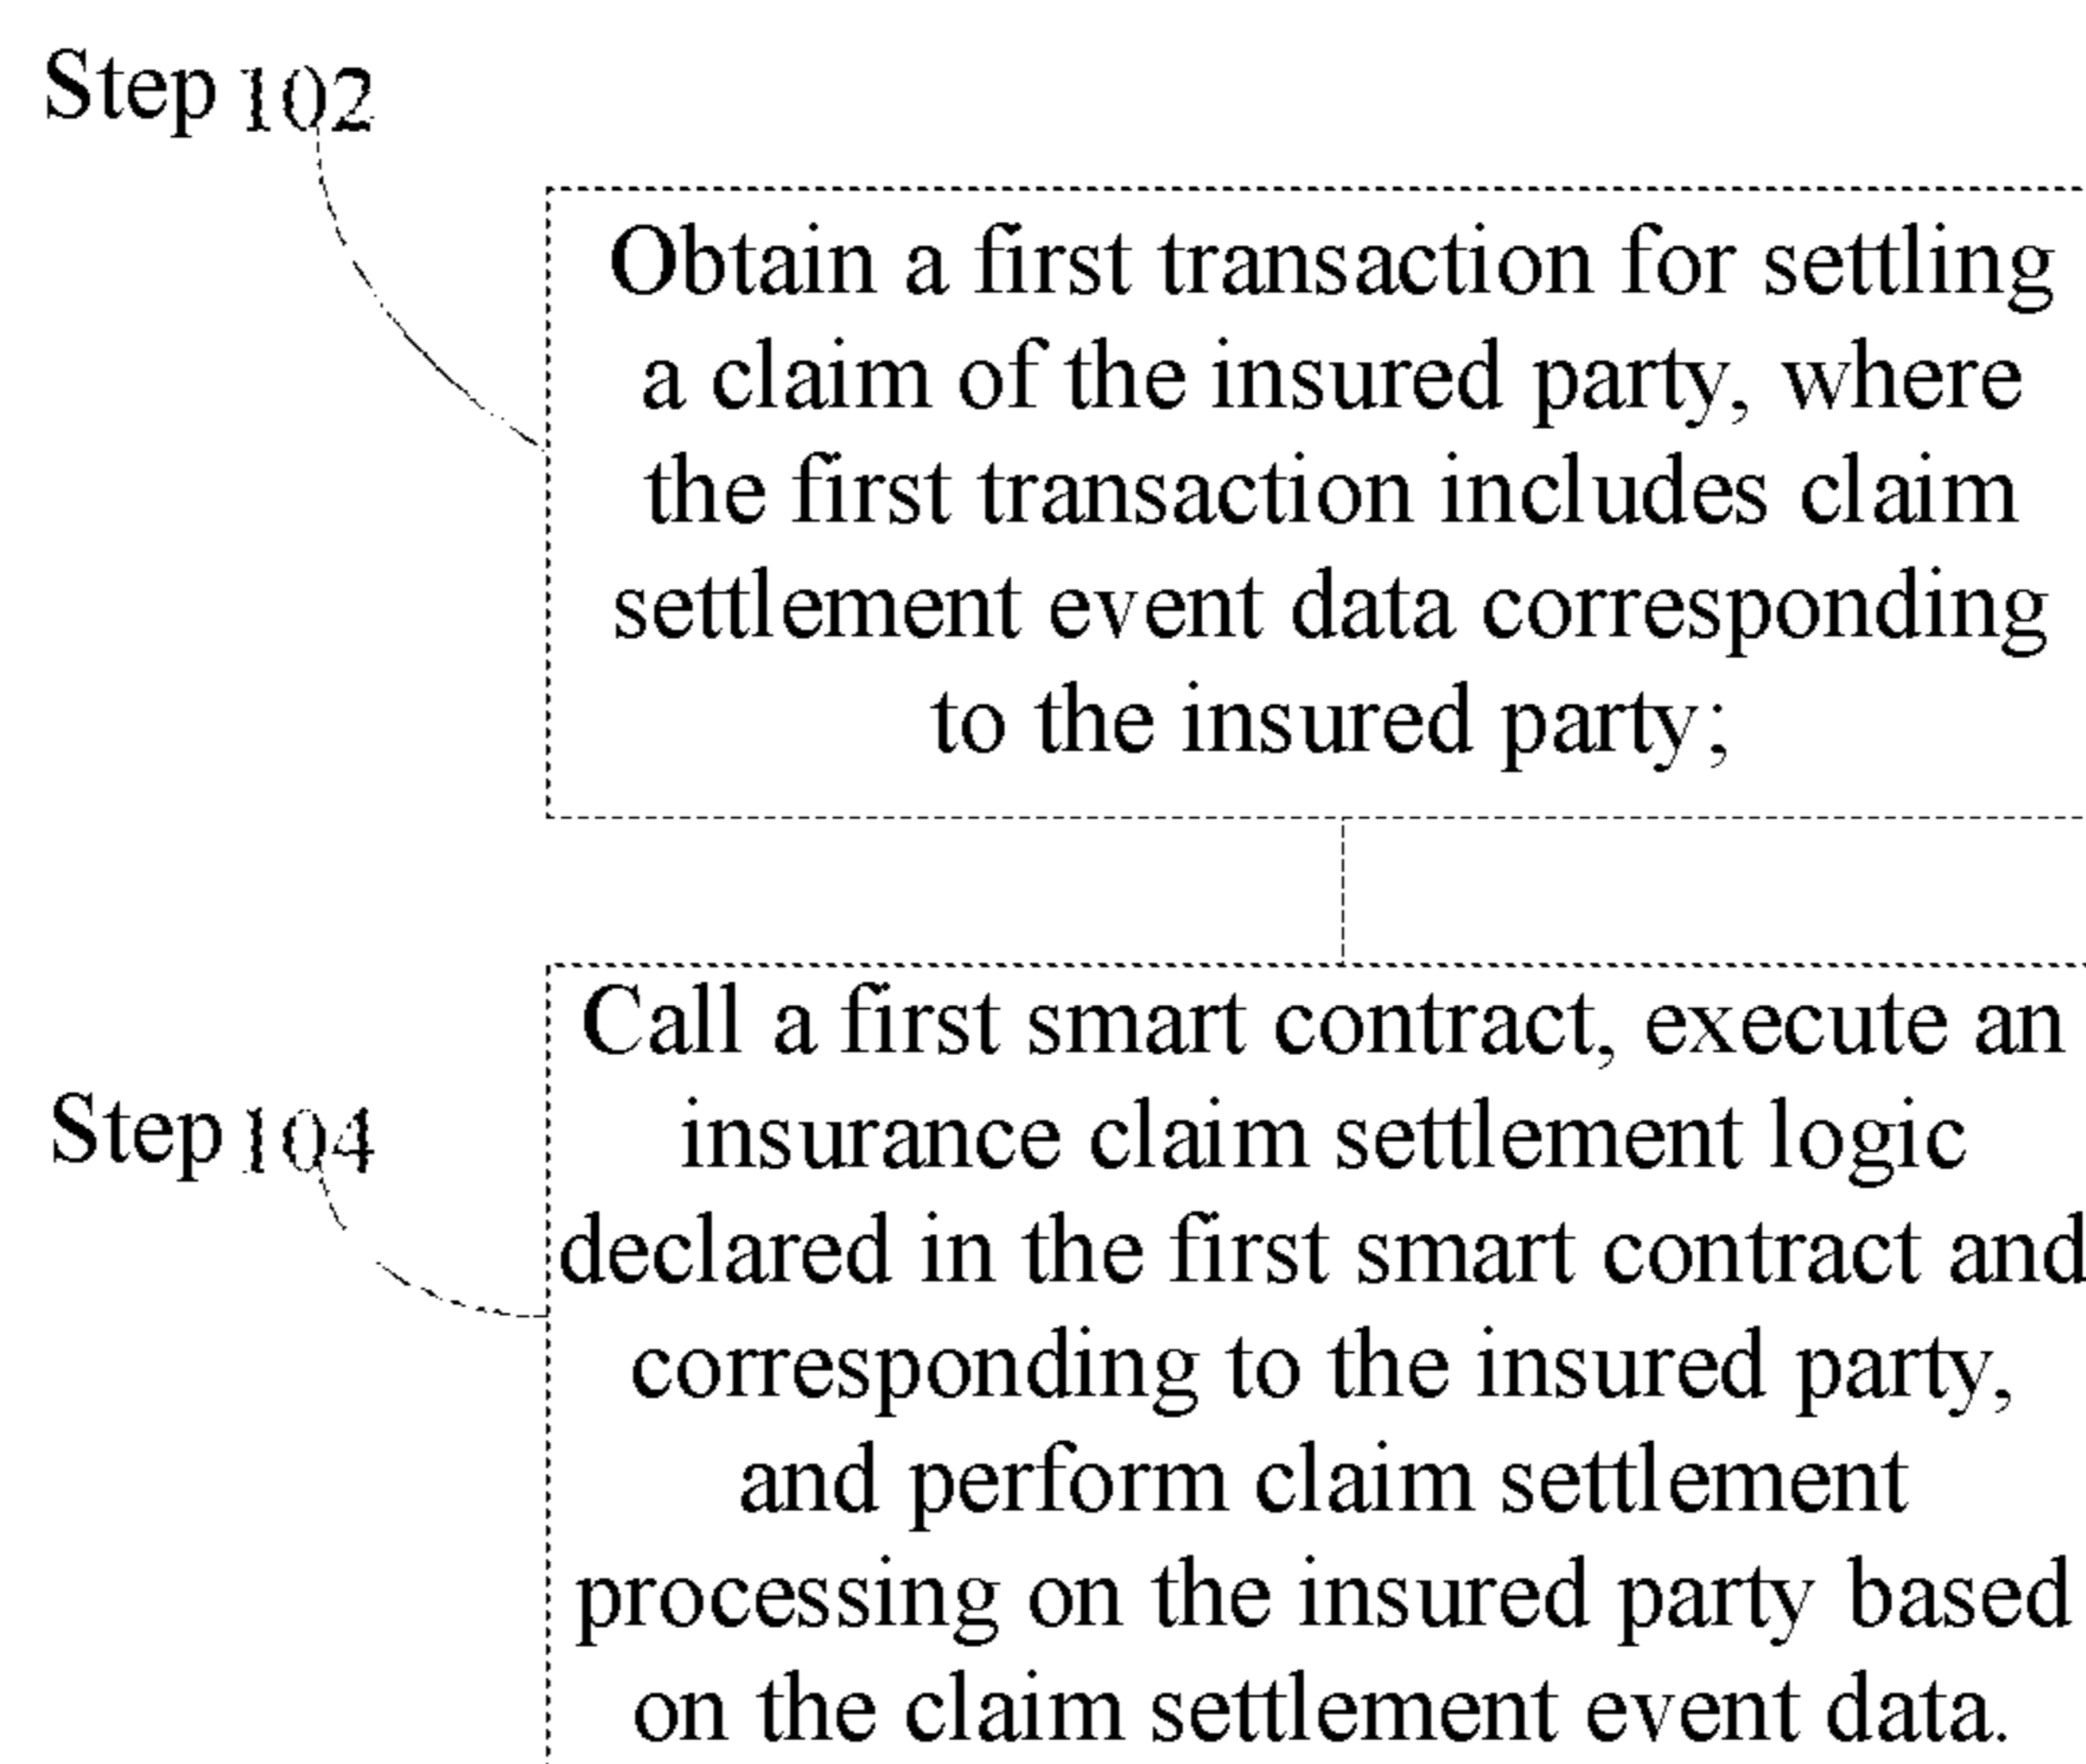 Step 102
Obtain a first transaction for settling
a claim of the insured party, where
the first transaction includes claim
settlement event data corresponding
to the insured party;
Step 104
Call a first smart contract, execute an
insurance claim settlement logic
declared in the first smart contract and
corresponding to the insured party,
and perform claim settlement
processing on the insured party based
on the claim settlement event data.